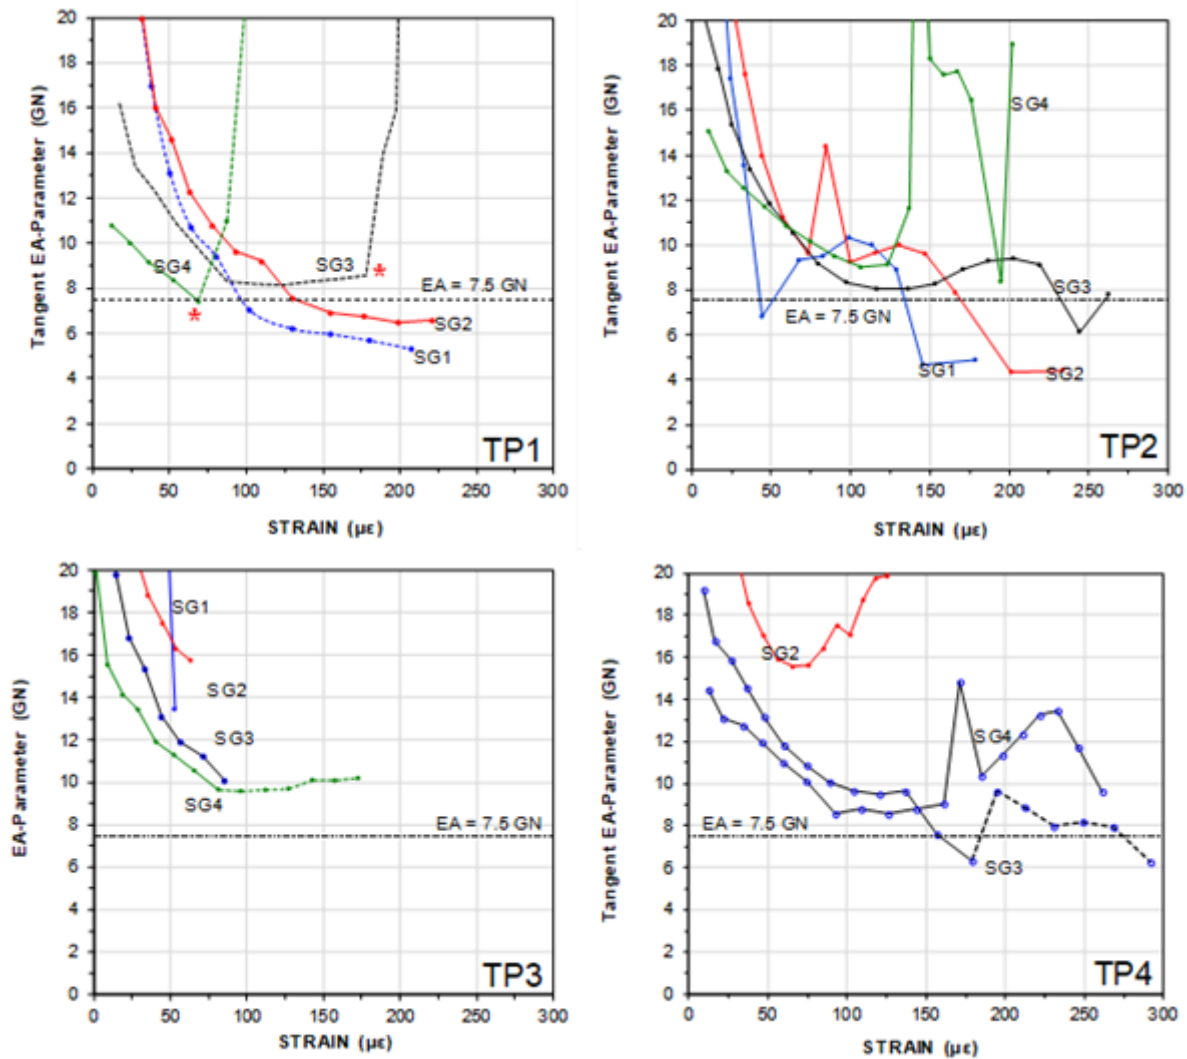 20
18
16
14
12
10
8
6
4
2
0
Tangent EA-Parameter (GN)
SG4
SG3
*
*
EA = 7.5 GN
SG2
SG1
TP1
0 50 100 150 200 250 300
STRAIN (µε)
20
18
16
14
12
10
8
6
4
2
0
Tangent EA-Parameter (GN)
SG4
SG3
EA = 7.5 GN
SG1
SG2
TP2
0 50 100 150 200 250 300
STRAIN (µε)
20
18
16
14
12
10
8
6
4
2
0
EA-Parameter (GN)
SG1
SG2
SG3
SG4
EA = 7.5 GN
TP3
0 50 100 150 200 250 300
STRAIN (µε)
20
18
16
14
12
10
8
6
4
2
0
Tangent EA-Parameter (GN)
SG2
SG4
EA = 7.5 GN
SG3
TP4
0 50 100 150 200 250 300
STRAIN (µε)